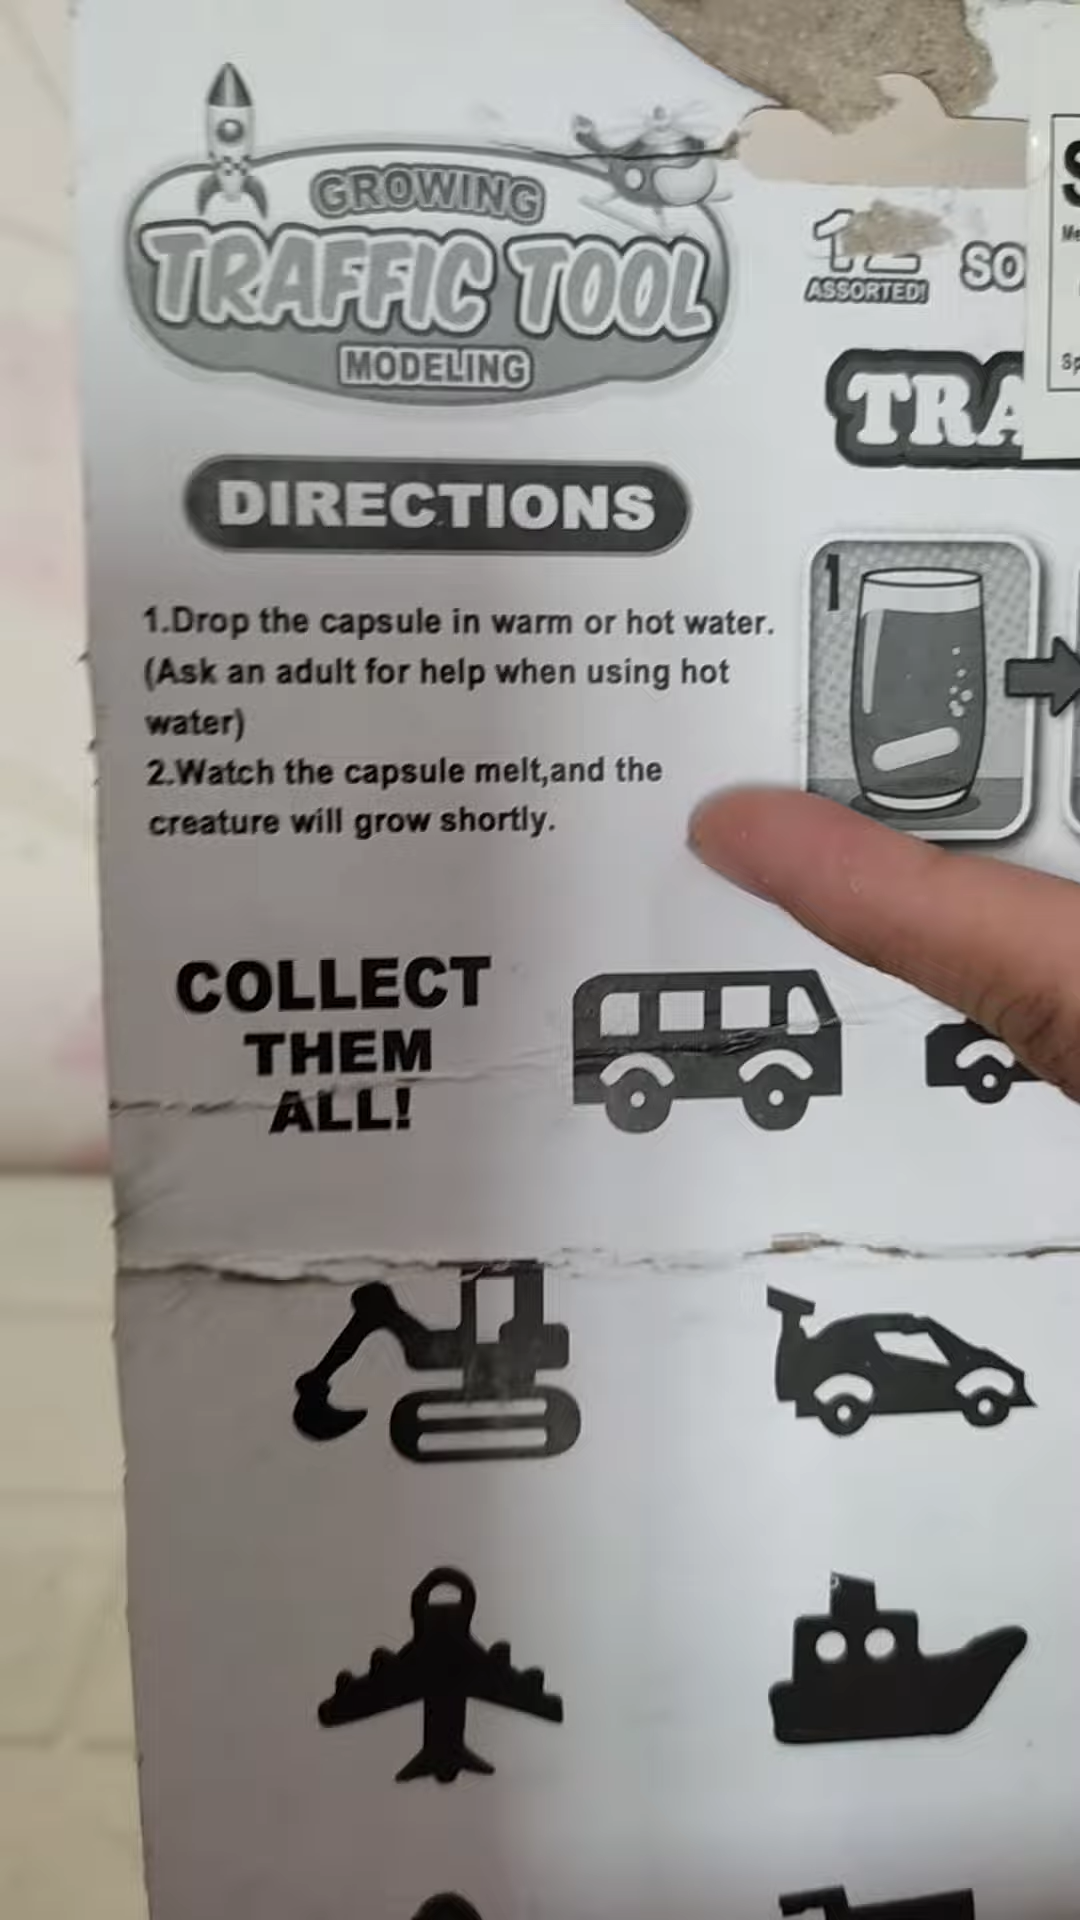 GROWING
TRAFFIC TOOL
MODELING
12
ASSORTED!
SO
TRA
DIRECTIONS
1.Drop the capsule in warm or hot water.
(Ask an adult for help when using hot
water)
2.Watch the capsule melt,and the
creature will grow shortly.
1
COLLECT
THEM
ALL!